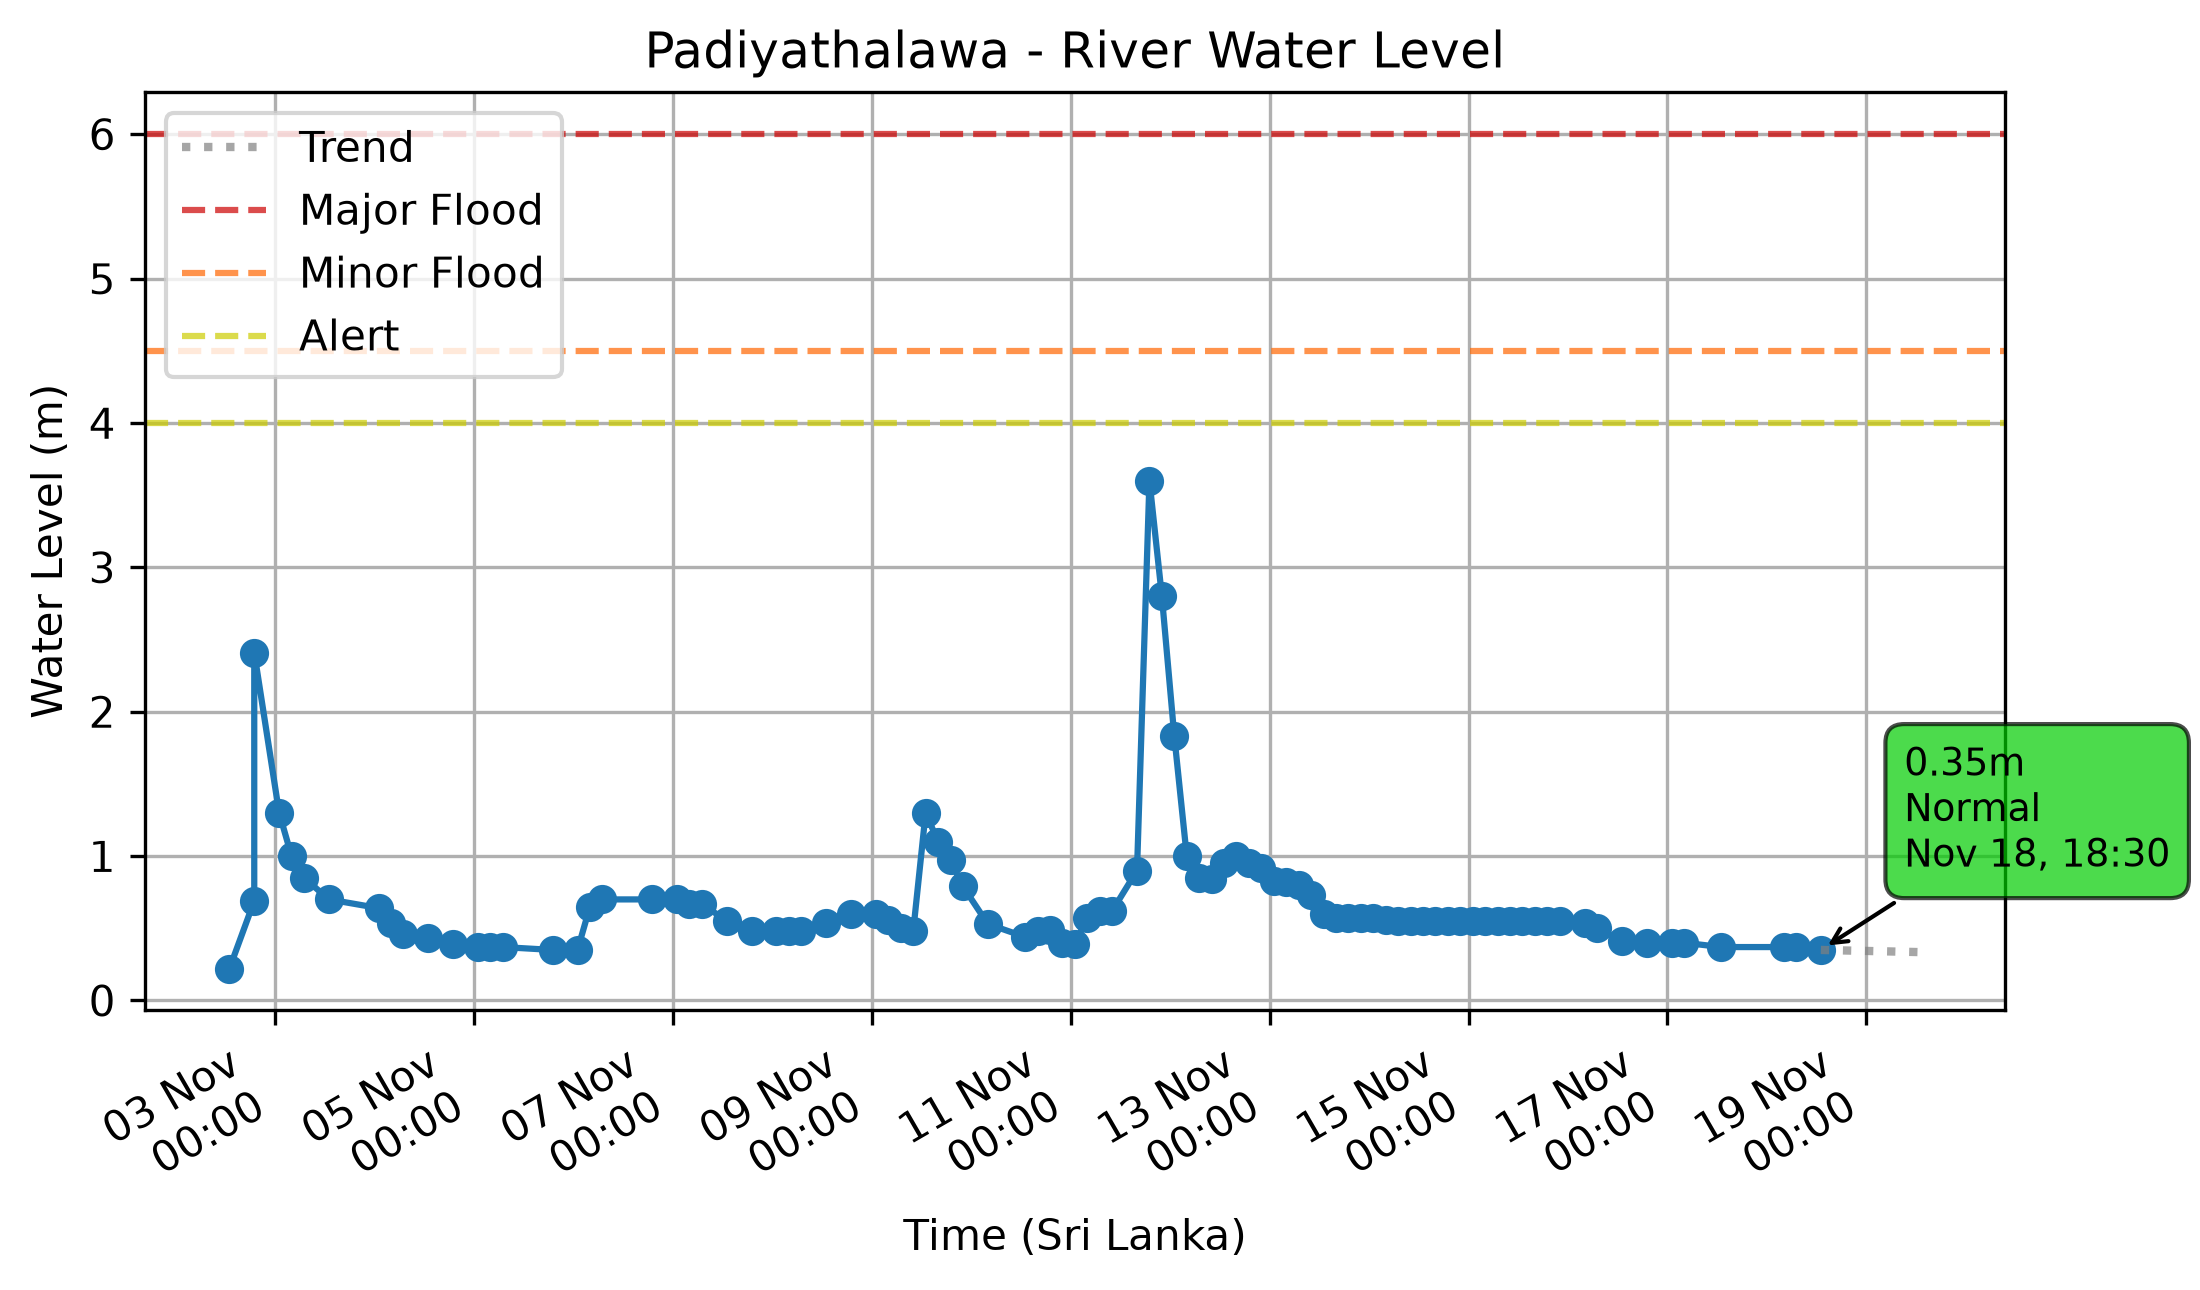 Padiyathalawa - River Water Level
Trend
Major Flood
Minor Flood
Alert
6
5
4
3
2
1
0
Water Level (m)
0.35m
Normal
Nov 18, 18:30
03 Nov
00:00
05 Nov
00:00
07 Nov
00:00
09 Nov
00:00
11 Nov
00:00
13 Nov
00:00
15 Nov
00:00
17 Nov
00:00
19 Nov
00:00
Time (Sri Lanka)